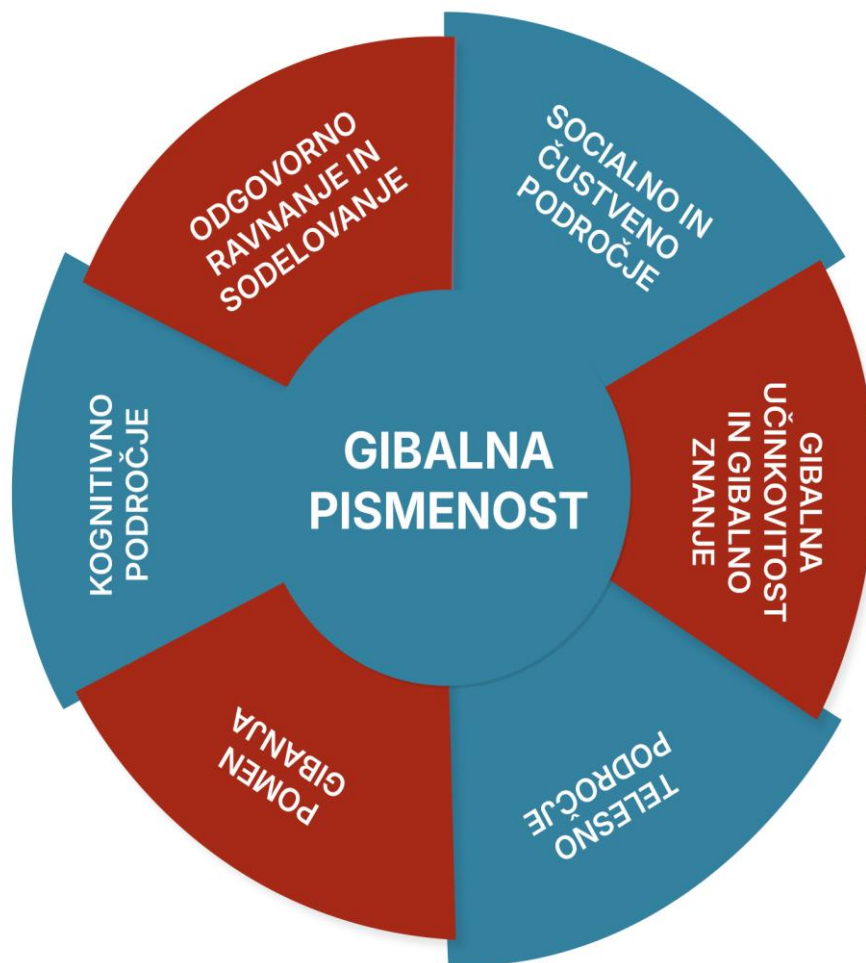 ODGOVORNO
RAVNANJE IN
SODELOVANJE
SOCIALNO IN
ČUSTVENO
PODROČJE
GIBALNA
UČINKOVITOST
IN GIBALNO
ZNANJE
TELESŇO
PODROČJE
POMEN
GIBANJA
KOGNITIVNO
PODROČJE
GIBALNA
PISMENOST